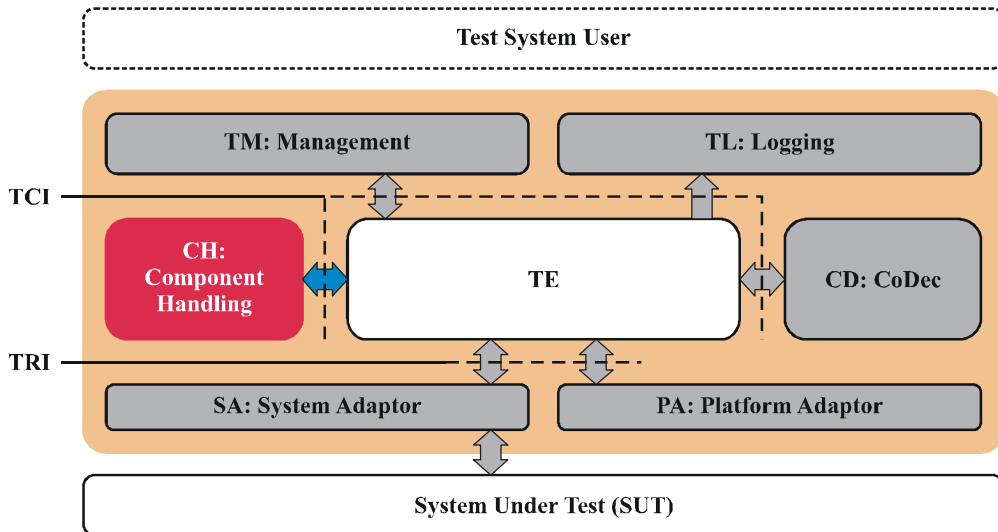 Test System User
TM: Management
TL: Logging
TCI
CH:
Component
Handling
TE
CD: CoDec
TRI
SA: System Adaptor
PA: Platform Adaptor
System Under Test (SUT)